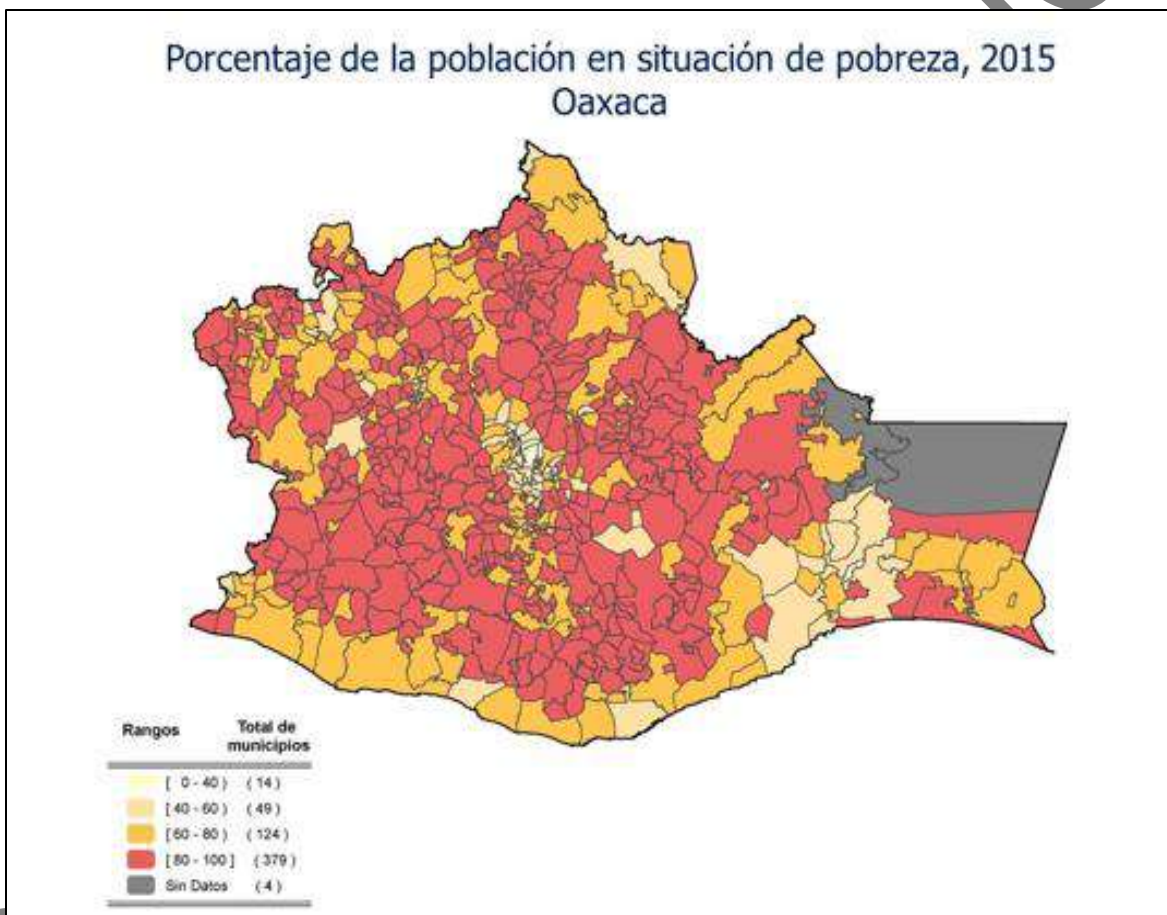 Porcentaje de la población en situación de pobreza, 2015
Oaxaca
Rangos Total de municipios
[ 0 - 40 ) ( 14 )
[ 40 - 60 ) ( 49 )
[ 60 - 80 ) ( 124 )
[ 80 - 100 ] ( 379 )
Sin Datos ( 4 )